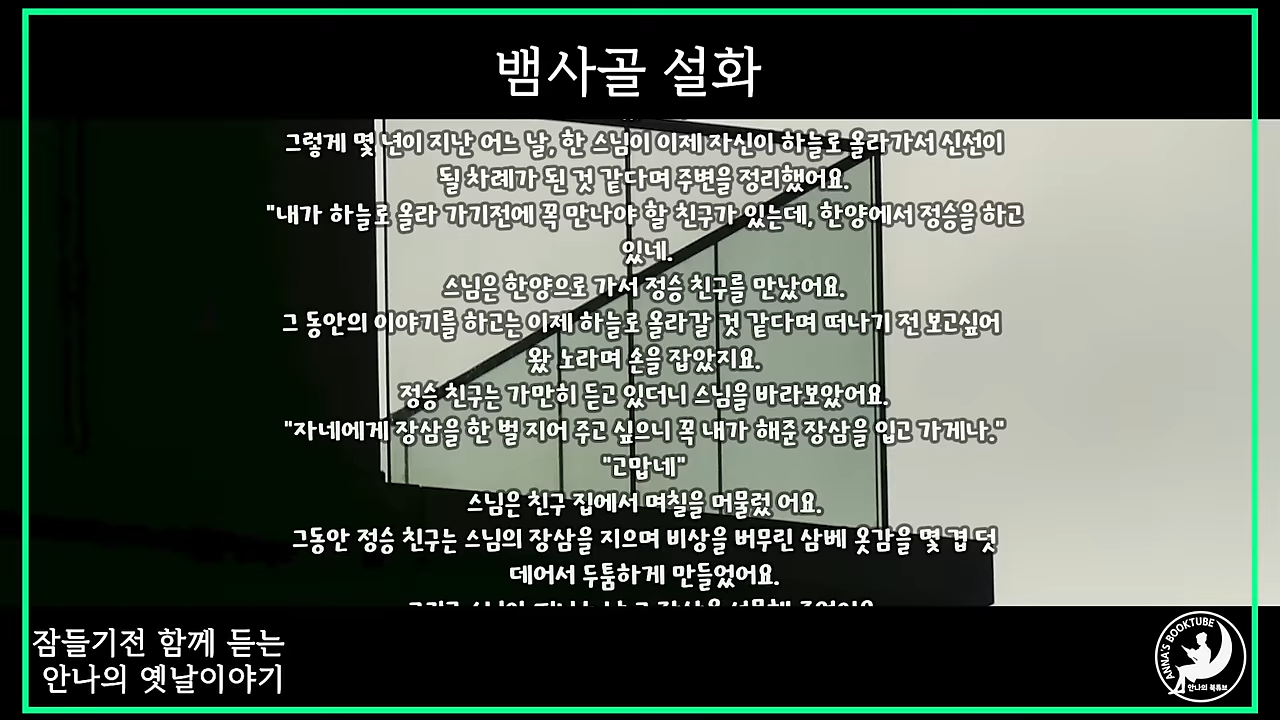 뱀사골 설화
그렇게 몇 년이 지난 어느 날, 한 스님이 이제 자신이 하늘로 올라가서 신선이
될 차례가 된 것 같다며 주변을 정리했어요.
"내가 하늘로 올라 가기전에 꼭 만나야 할 친구가 있는데, 한양에서 정승을 하고
있네.
스님은 한양으로 가서 정승 친구를 만났어요.
그 동안의 이야기를 하고는 이제 하늘로 올라갈 것 같다며 떠나기 전 보고싶어
왔 노라며 손을 잡았지요.
정승 친구는 가만히 듣고 있더니 스님을 바라보았어요.
"자네에게 장삼을 한 벌 지어 주고 싶으니 꼭 내가 해준 장삼을 입고 가게나."
"고맙네"
스님은 친구 집에서 며칠을 머물렀 어요.
그동안 정승 친구는 스님의 장삼을 지으며 비상을 버무린 삼베 옷감을 몇 겹 덧
데어서 두툼하게 만들었어요.
잠들기전 함께 듣는
안나의 옛날이야기
ANNA'S BOOKTUBE
안나의 북튜브